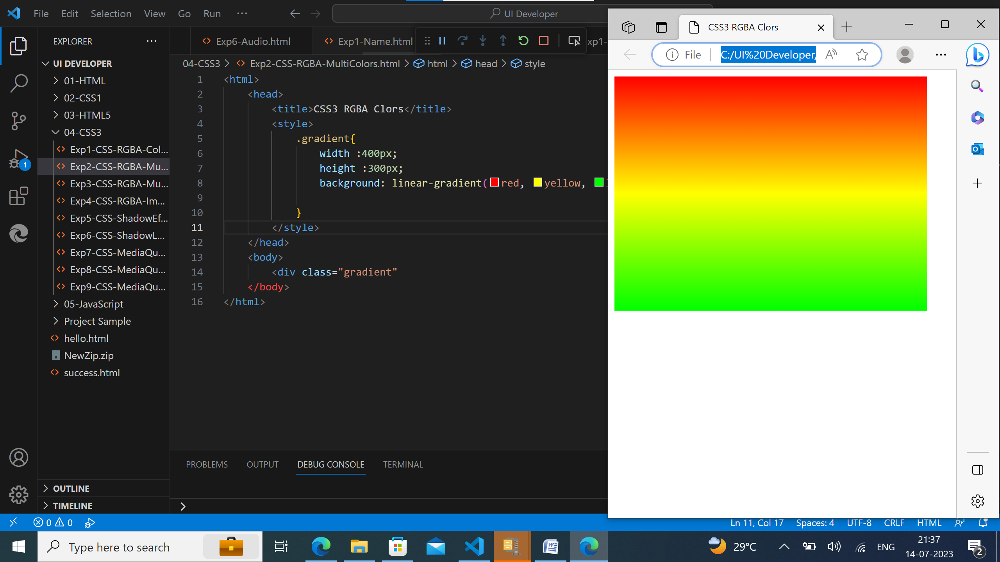 File Edit Selection View Go Run ···
UI Developer
EXPLORER
UI DEVELOPER
01-HTML
02-CSS1
03-HTML5
04-CSS3
Exp1-CSS-RGBA-Col...
Exp2-CSS-RGBA-Mu...
Exp3-CSS-RGBA-Mu...
Exp4-CSS-RGBA-Im...
Exp5-CSS-ShadowEf...
Exp6-CSS-ShadowL...
Exp7-CSS-MediaQu...
Exp8-CSS-MediaQu...
Exp9-CSS-MediaQu...
05-JavaScript
Project Sample
hello.html
NewZip.zip
success.html
OUTLINE
TIMELINE
1
Exp6-Audio.html Exp1-Name.html
04-CSS3 > Exp2-CSS-RGBA-MultiColors.html > html > head > style
1 <html>
2 <head>
3 <title>CSS3 RGBA Clors</title>
4 <style>
5 .gradient{
6 width :400px;
7 height :300px;
8 background: linear-gradient(red, yellow,
9
10 }
11 </style>
12 </head>
13 <body>
14 <div class="gradient"
15 </body>
16 </html>
PROBLEMS OUTPUT DEBUG CONSOLE TERMINAL
CSS3 RGBA Clors
File C:/UI%20Developer/
0 0
Ln 11, Col 17 Spaces: 4 UTF-8 CRLF HTML
Type here to search
29°C
ENG
21:37
14-07-2023
2